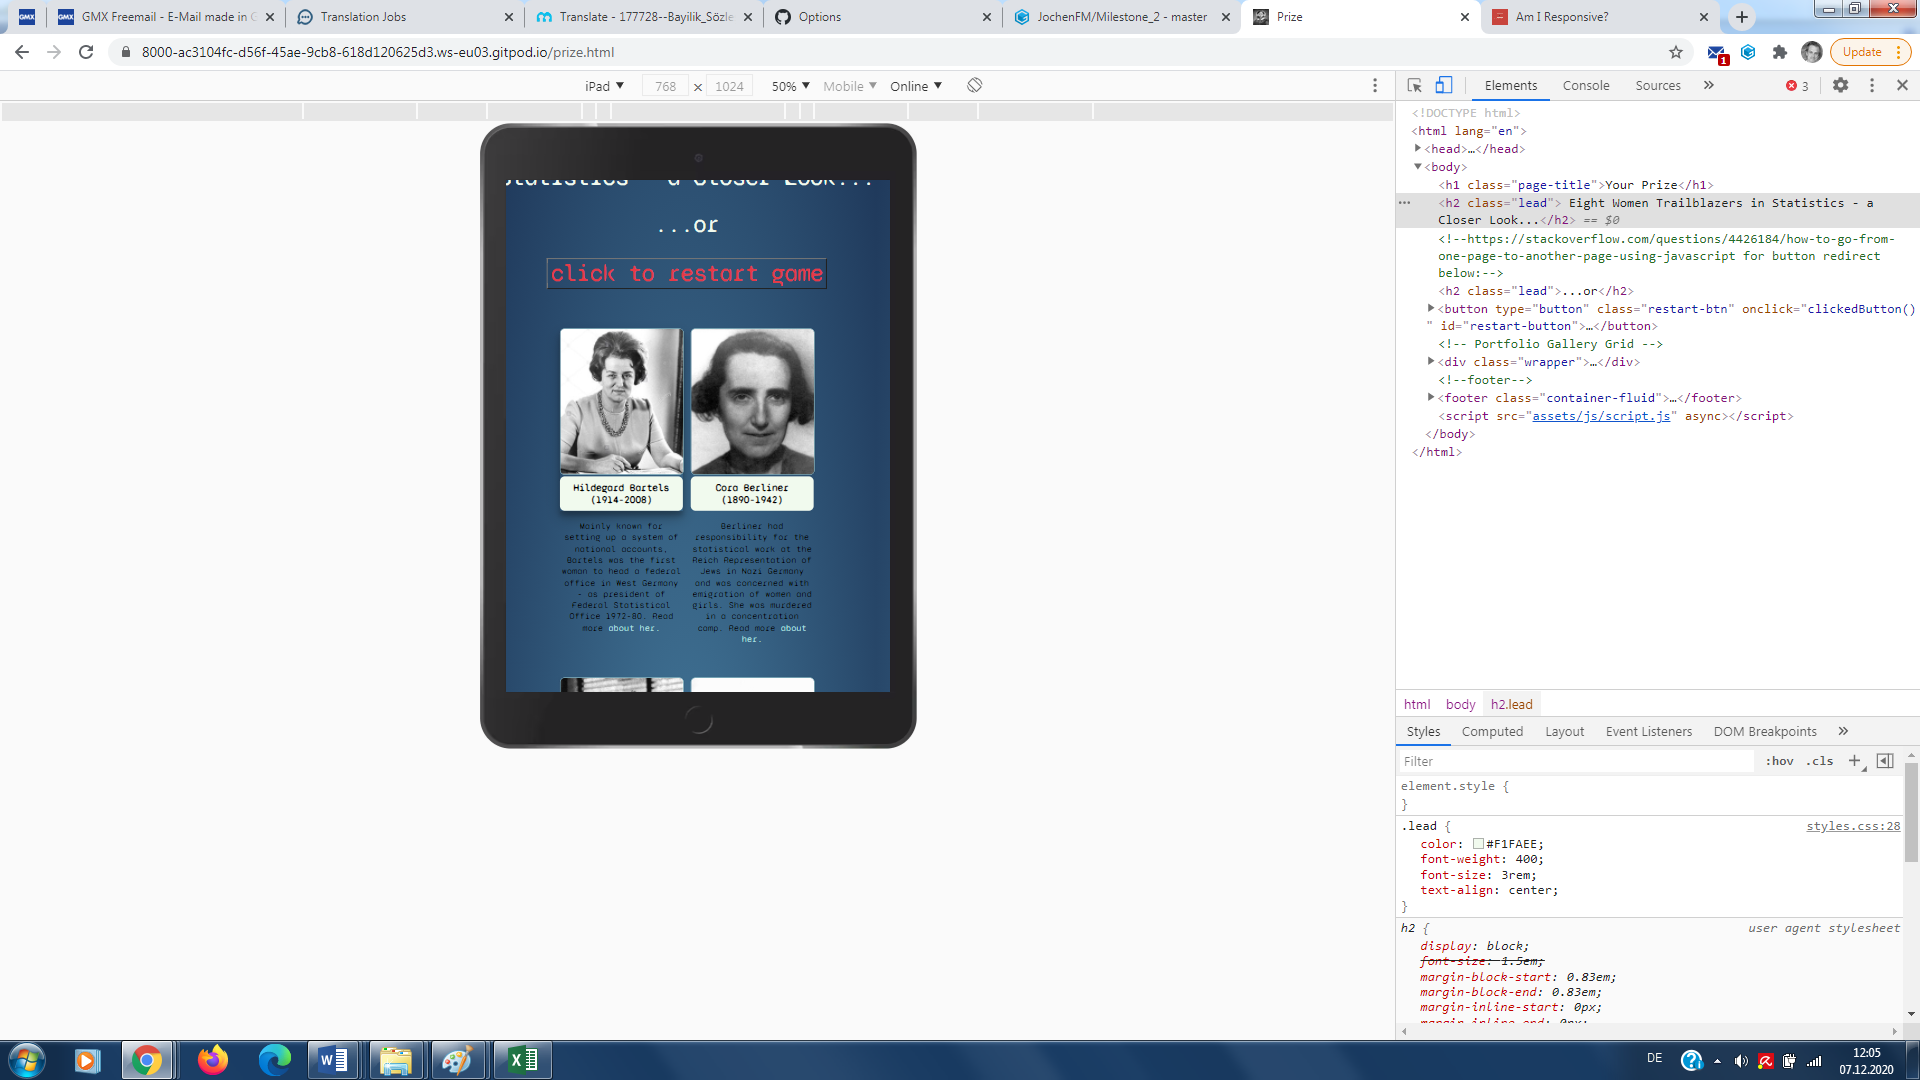 GMX Freemail - E-Mail made in G
Translation Jobs
Translate - 177728--Bayilik_Sözle
Options
JochenFM/Milestone_2 - master
Prize
Am I Responsive?
8000-ac3104fc-d56f-45ae-9cb8-618d120625d3.ws-eu03.gitpod.io/prize.html
1
Update
iPad ▼ 768 × 1024 50% ▼ Mobile ▼ Online ▼
Elements Console Sources » 3
Statistics - a Closer Look...
...or
click to restart game
Hildegard Bartels
(1914-2008)
Mainly known for
setting up a system of
national accounts,
Bartels was the first
woman to head a federal
office in West Germany
- as president of
Federal Statistical
Office 1972-80. Read
more about her.
Cora Berliner
(1890-1942)
Berliner had
responsibility for the
statistical work at the
Reich Representation of
Jews in Nazi Germany
and was concerned with
emigration of women and
girls. She was murdered
in a concentration
camp. Read more about
her.
<!DOCTYPE html>
<html lang="en">
<head>…</head>
<body>
<h1 class="page-title">Your Prize</h1>
<h2 class="lead"> Eight Women Trailblazers in Statistics - a
Closer Look...</h2> == $0
<!--https://stackoverflow.com/questions/4426184/how-to-go-from-
one-page-to-another-page-using-javascript for button redirect
below:-->
<h2 class="lead">...or</h2>
<button type="button" class="restart-btn" onclick="clickedButton()
" id="restart-button">…</button>
<!-- Portfolio Gallery Grid -->
<div class="wrapper">…</div>
<!--footer-->
<footer class="container-fluid">…</footer>
<script src="assets/js/script.js" async></script>
</body>
</html>
html body h2.lead
Styles Computed Layout Event Listeners DOM Breakpoints »
Filter :hov .cls +
element.style {
}
.lead { styles.css:28
color: #F1FAEE;
font-weight: 400;
font-size: 3rem;
text-align: center;
}
h2 { user agent stylesheet
display: block;
font-size: 1.5em;
margin-block-start: 0.83em;
margin-block-end: 0.83em;
margin-inline-start: 0px;
margin-inline-end: 0px;
DE
12:05
07.12.2020